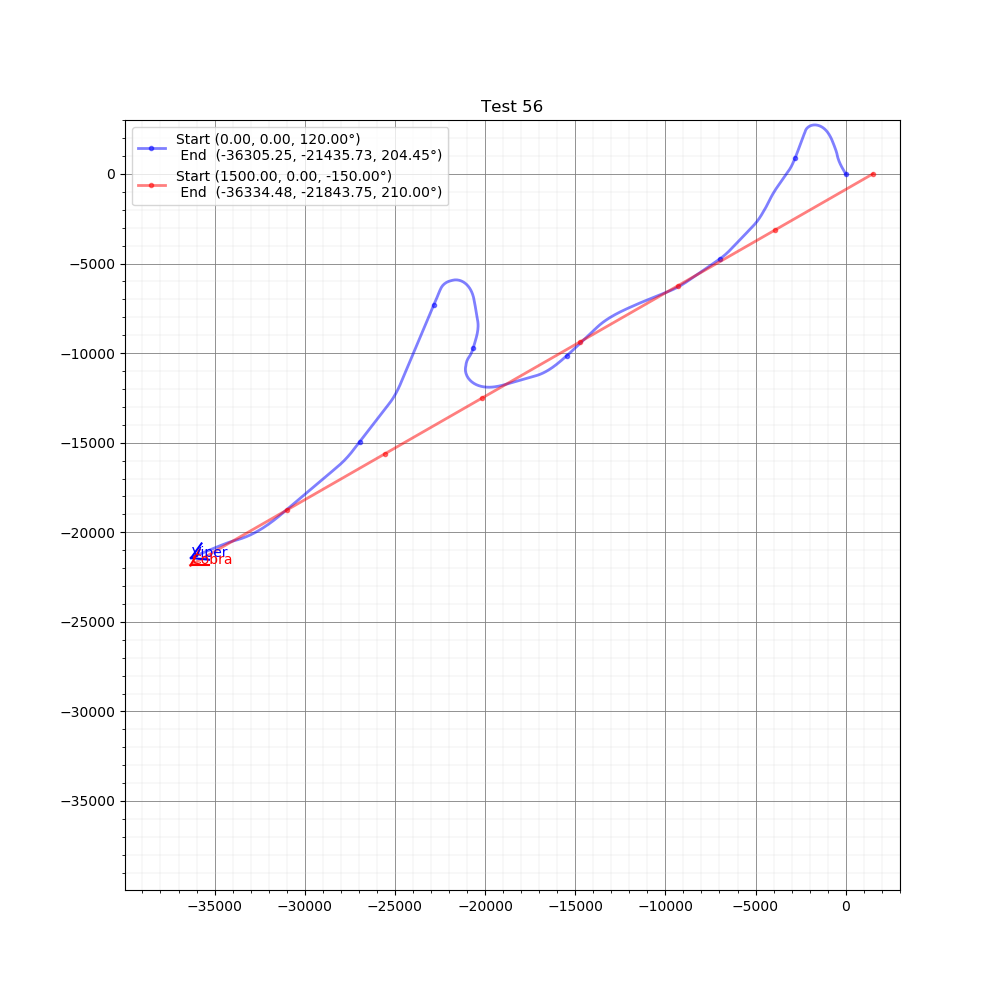 Test 56
Start (0.00, 0.00, 120.00°)
End (-36305.25, -21435.73, 204.45°)
Start (1500.00, 0.00, -150.00°)
End (-36334.48, -21843.75, 210.00°)
0
−5000
−10000
−15000
−20000
−25000
−30000
−35000
Viper
Cobra
−35000 −30000 −25000 −20000 −15000 −10000 −5000 0